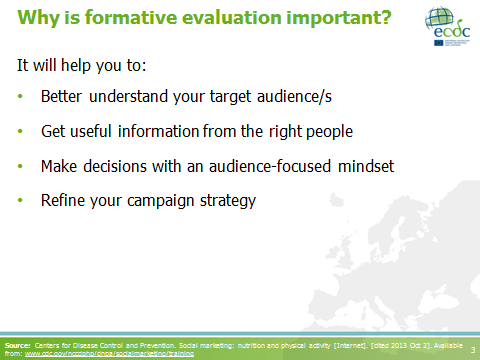 Why is formative evaluation important?
ecdc
It will help you to:
• Better understand your target audience/s
• Get useful information from the right people
• Make decisions with an audience-focused mindset
• Refine your campaign strategy
Source: Centers for Disease Control and Prevention. Social marketing: nutrition and physical activity [Internet]. [cited 2013 Oct 2]. Available
from: www.cdc.gov/nccdphp/dnpa/socialmarketing/training
3